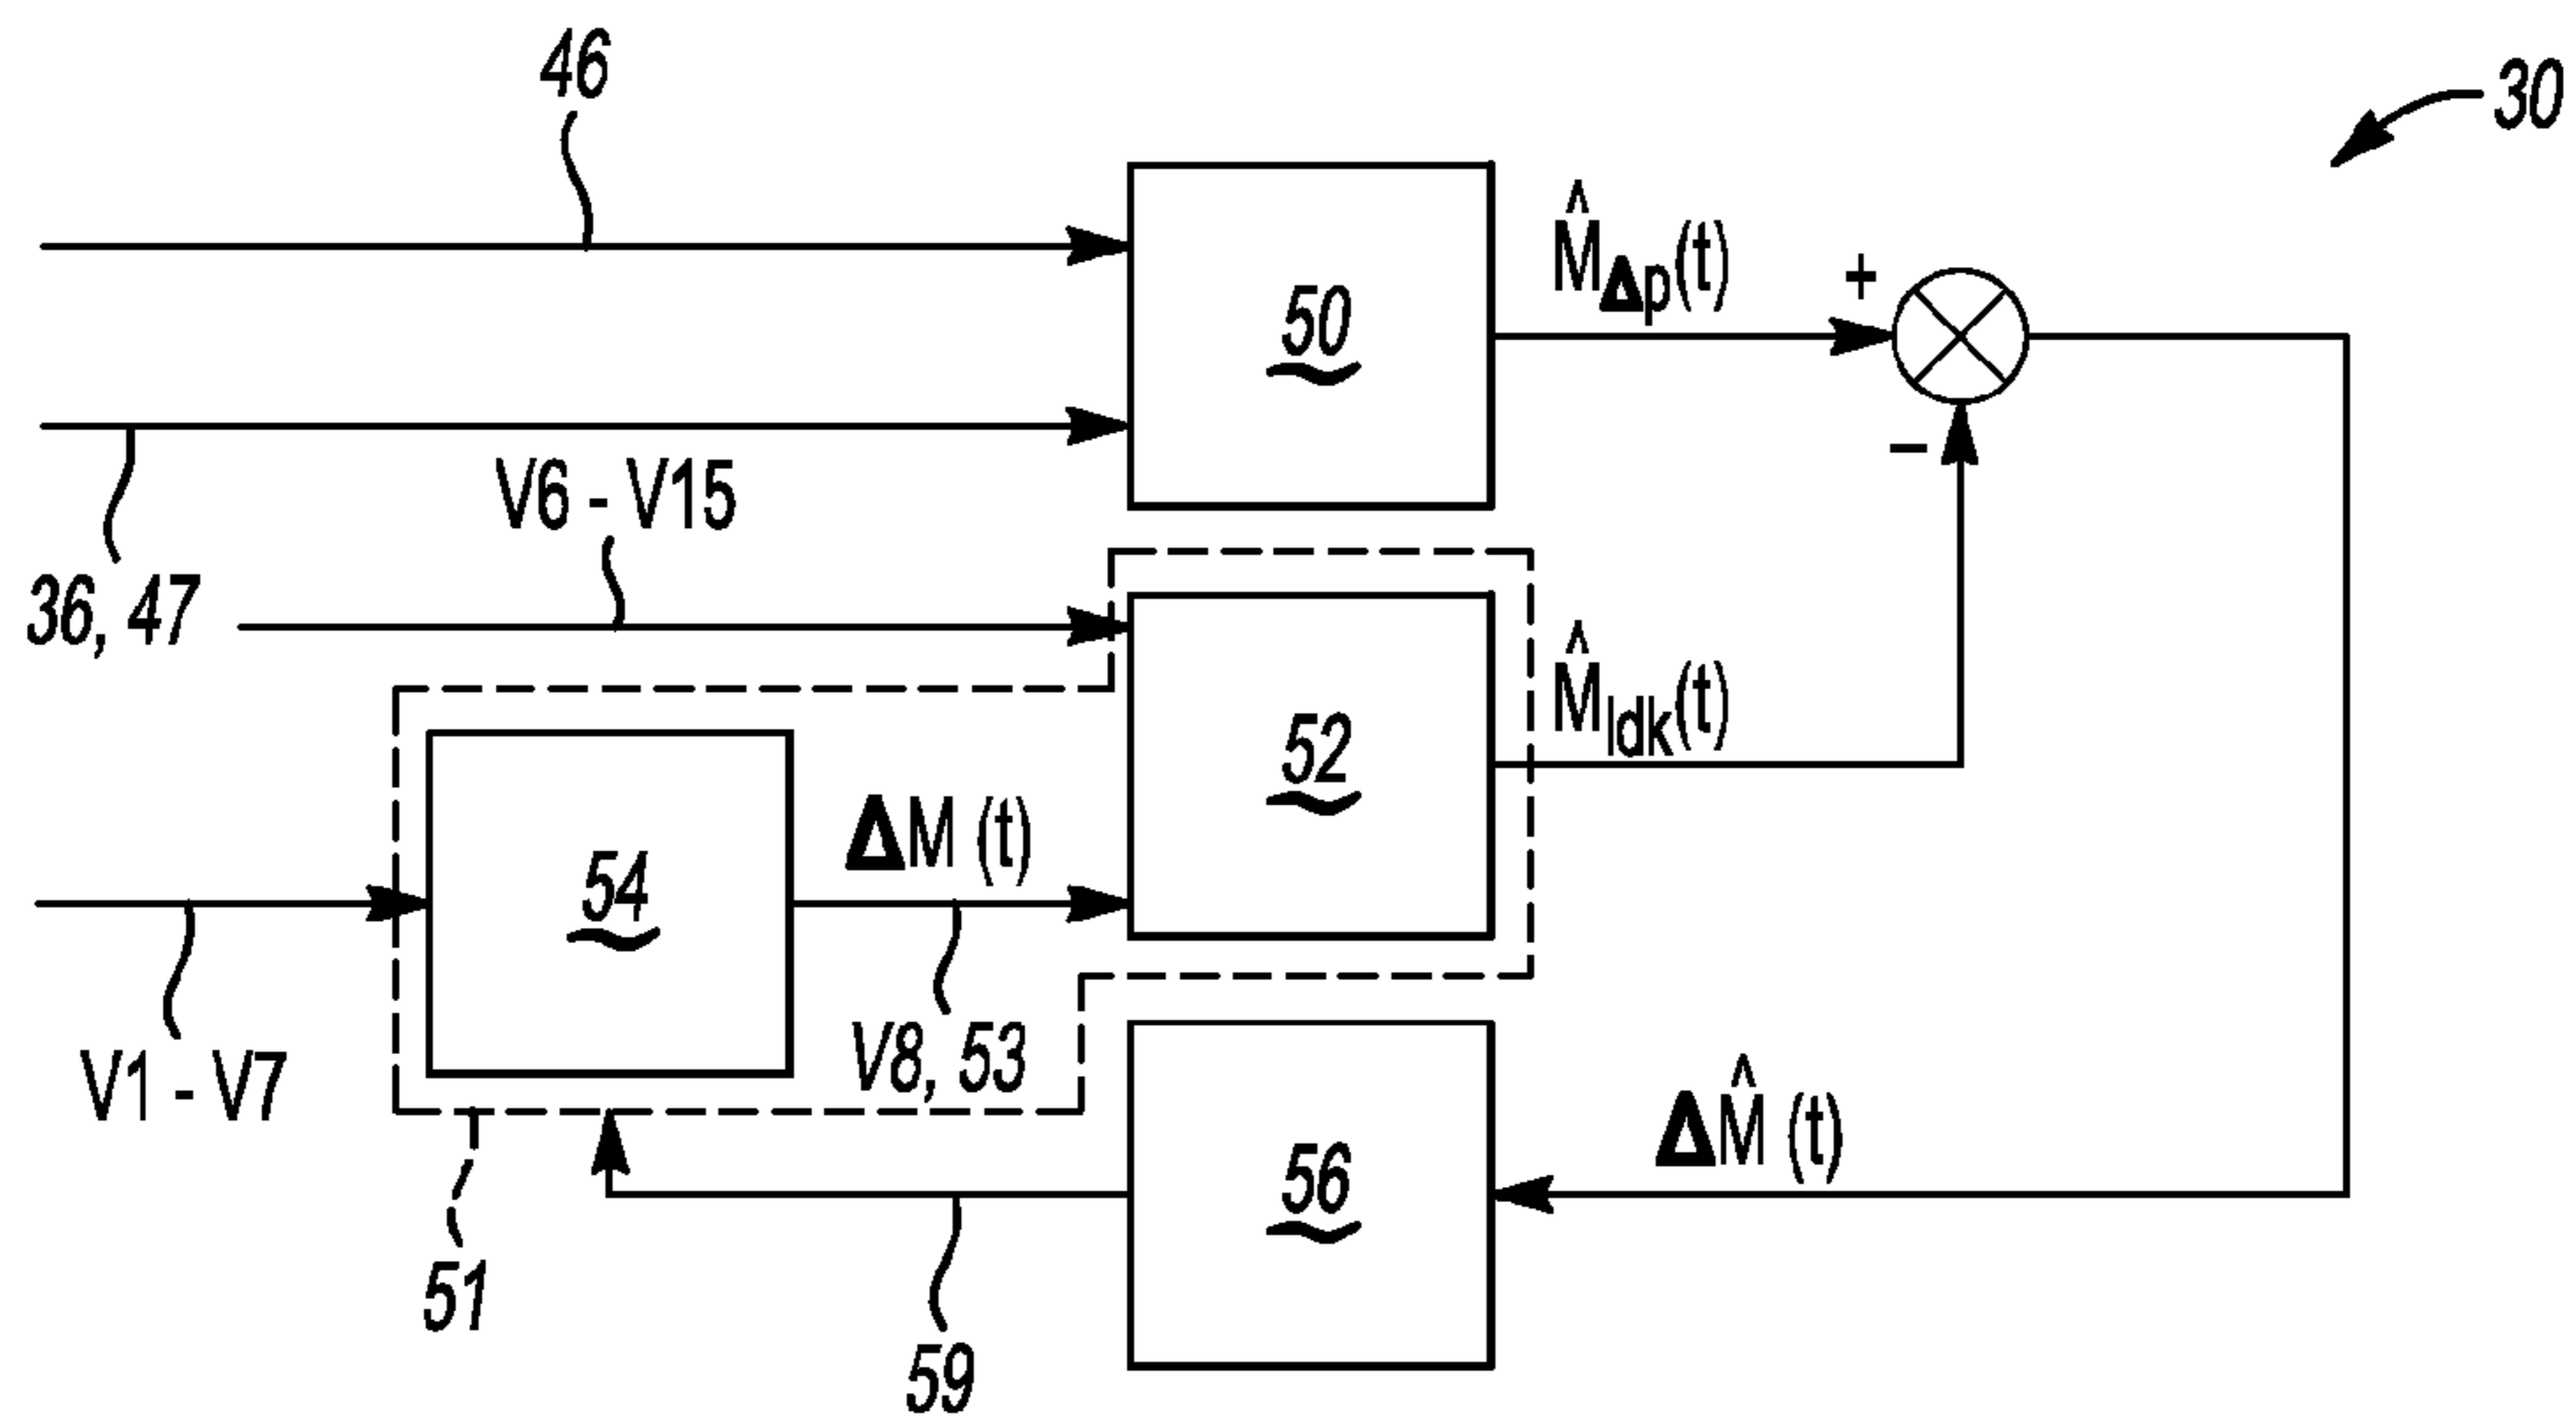 46
30
M̂Δp(t)
+
50
−
36, 47
V6 - V15
M̂ldk(t)
52
ΔM (t)
54
V8, 53
V1 - V7
ΔM̂ (t)
56
51
59